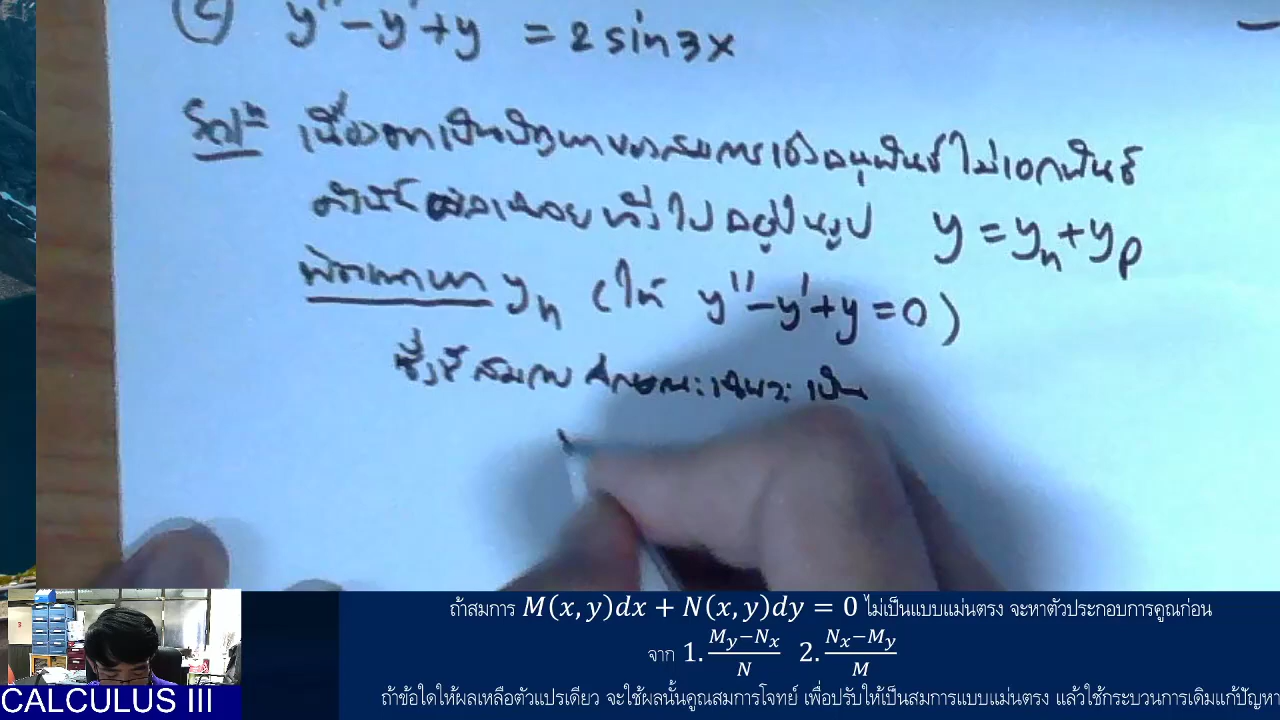 ⑤ y'' - y' + y = 2 sin 3x
เนื่องจากเป็นปัญหาของสมการเชิงอนุพันธ์ไม่เอกพันธ์
ดังนั้นผลเฉลยทั่วไปอยู่ในรูป y = y_h + y_p
พิจารณาหา y_h (ให้ y'' - y' + y = 0)
ซึ่งมีสมการลักษณะเฉพาะ เป็น
ถ้าสมการ M(x, y)dx + N(x, y)dy = 0 ไม่เป็นแบบแม่นตรง จะหาตัวประกอบการคูณก่อน
จาก 1. \frac{M_y-N_x}{N} 2. \frac{N_x-M_y}{M}
ถ้าข้อใดให้ผลเหลือตัวแปรเดียว จะใช้ผลนั้นคูณสมการโจทย์ เพื่อปรับให้เป็นสมการแบบแม่นตรง แล้วใช้กระบวนการเดิมแก้ปัญหา
CALCULUS III